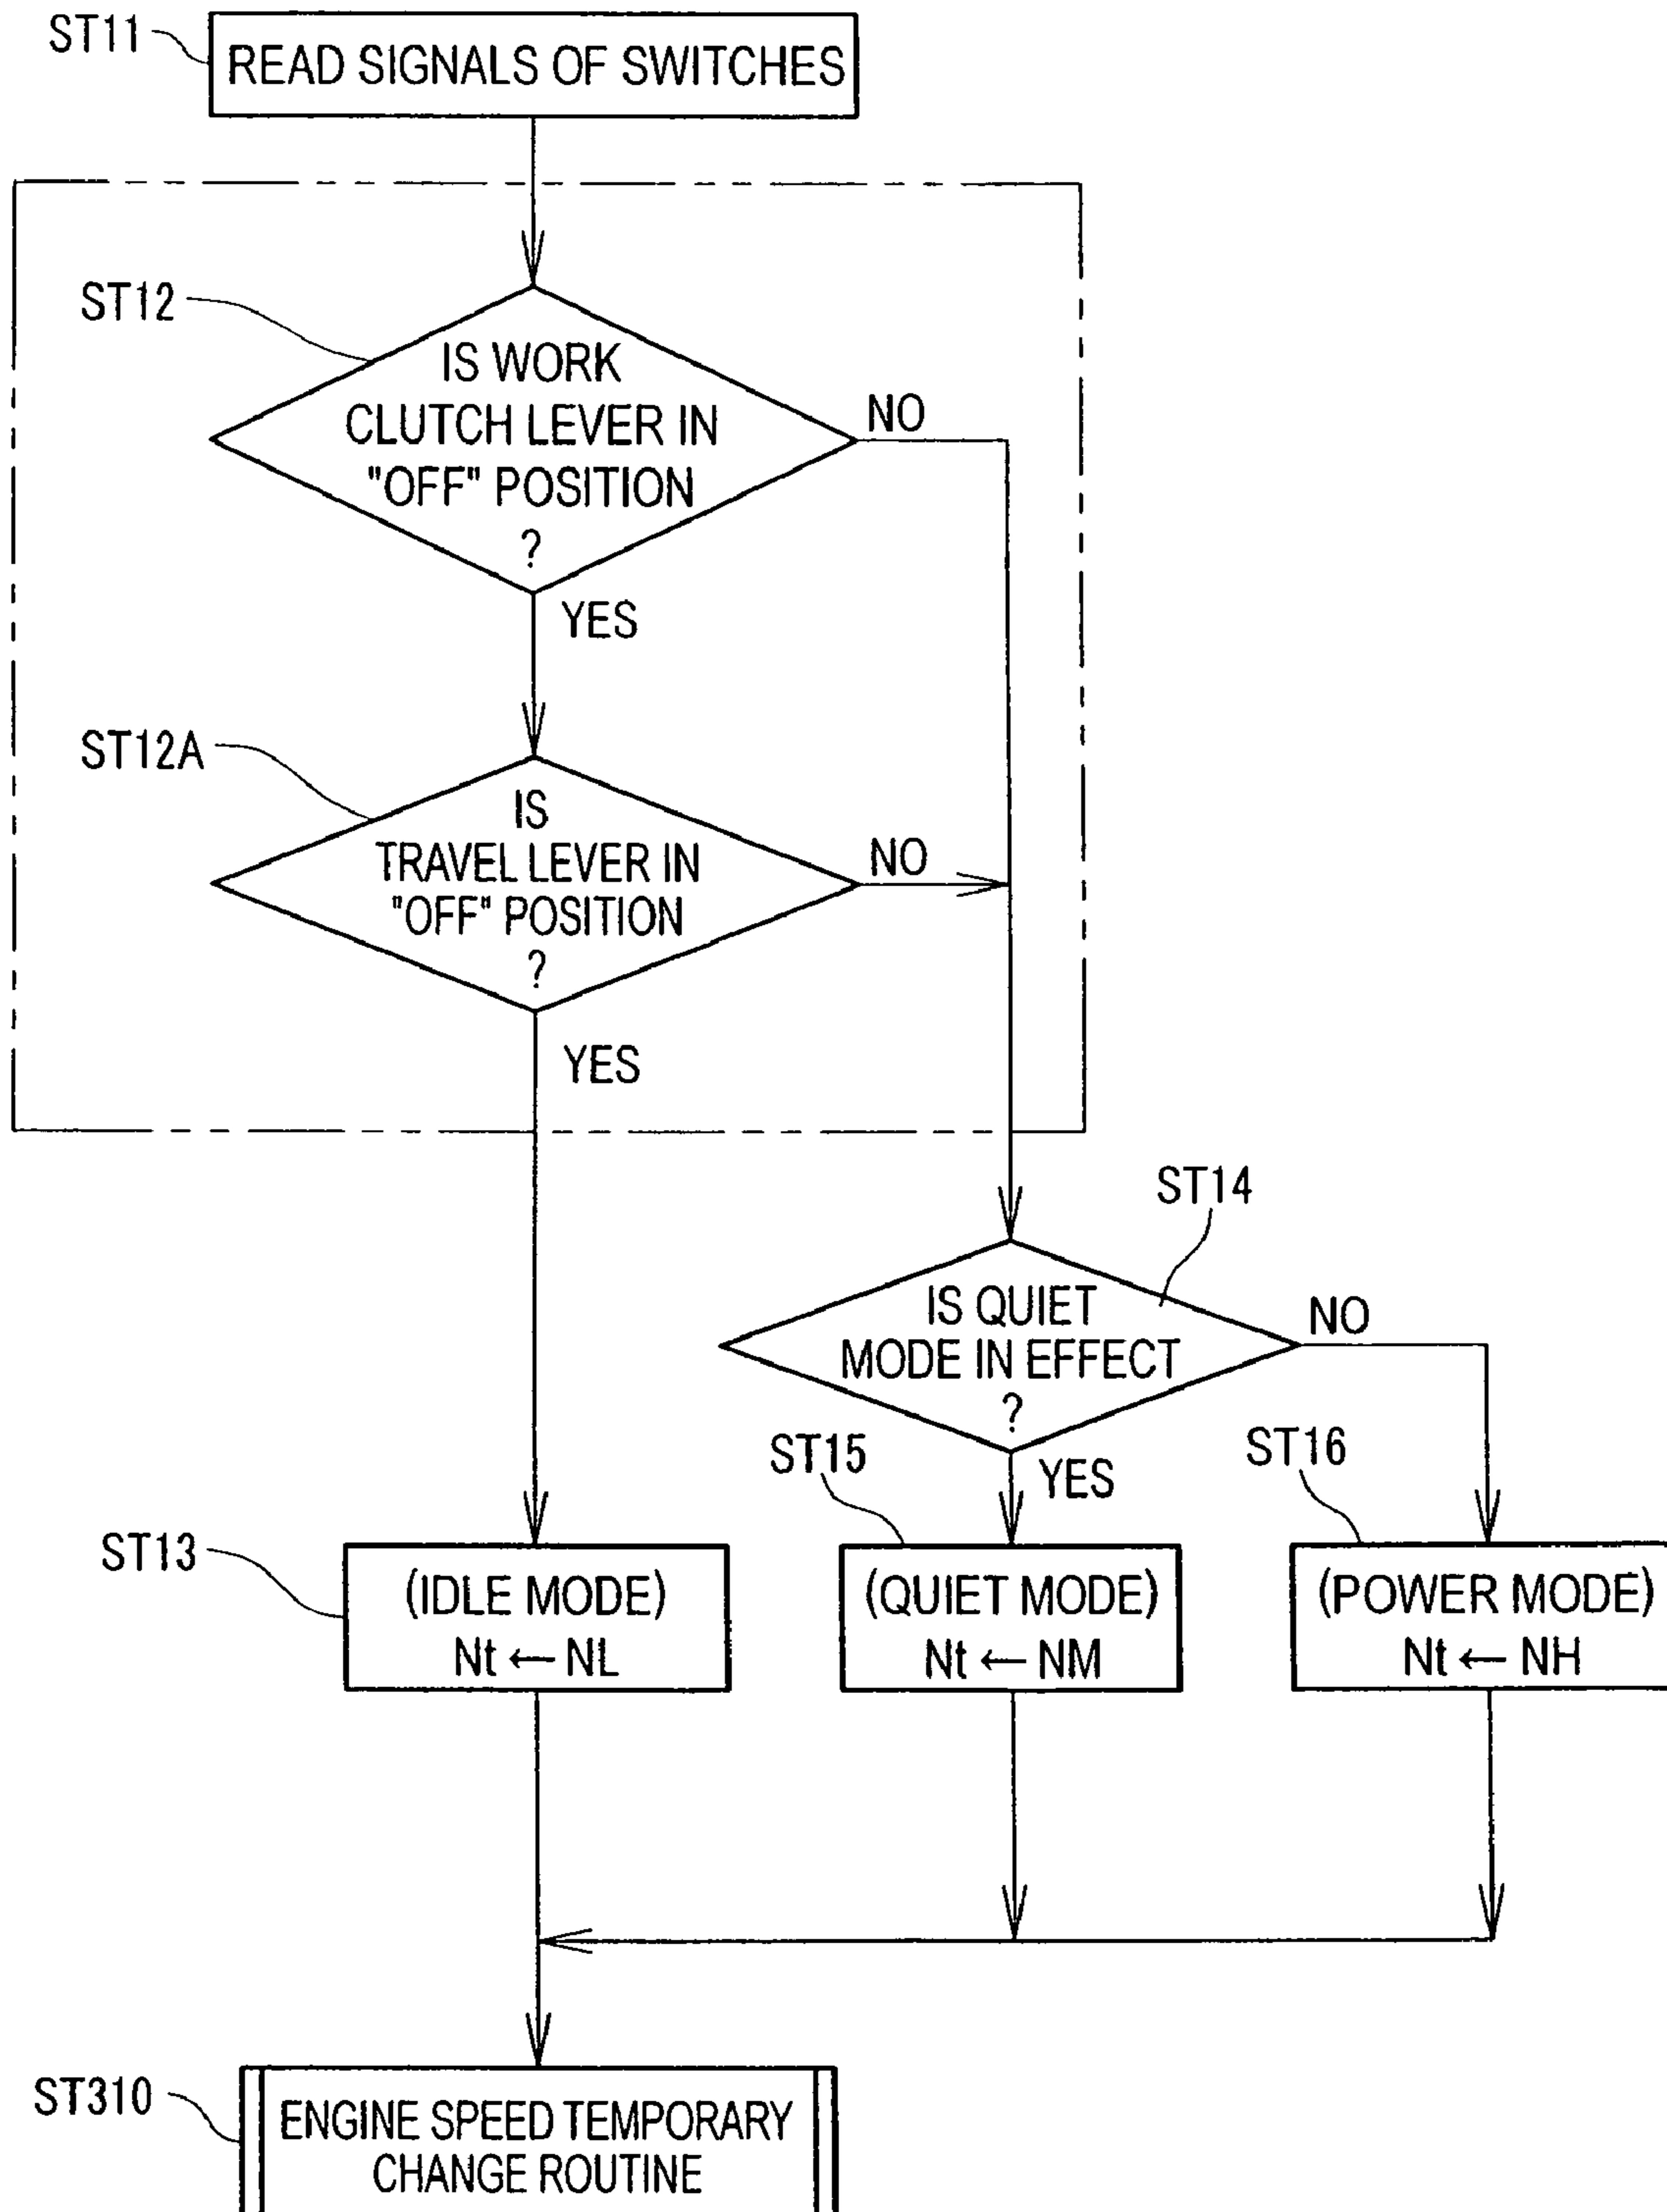 ST11
READ SIGNALS OF SWITCHES
ST12
IS WORK
CLUTCH LEVER IN
"OFF" POSITION
?
NO
YES
ST12A
IS
TRAVEL LEVER IN
"OFF" POSITION
?
NO
YES
ST14
IS QUIET
MODE IN EFFECT
?
NO
YES
ST13
(IDLE MODE)
Nt ← NL
ST15
(QUIET MODE)
Nt ← NM
ST16
(POWER MODE)
Nt ← NH
ST310
ENGINE SPEED TEMPORARY
CHANGE ROUTINE